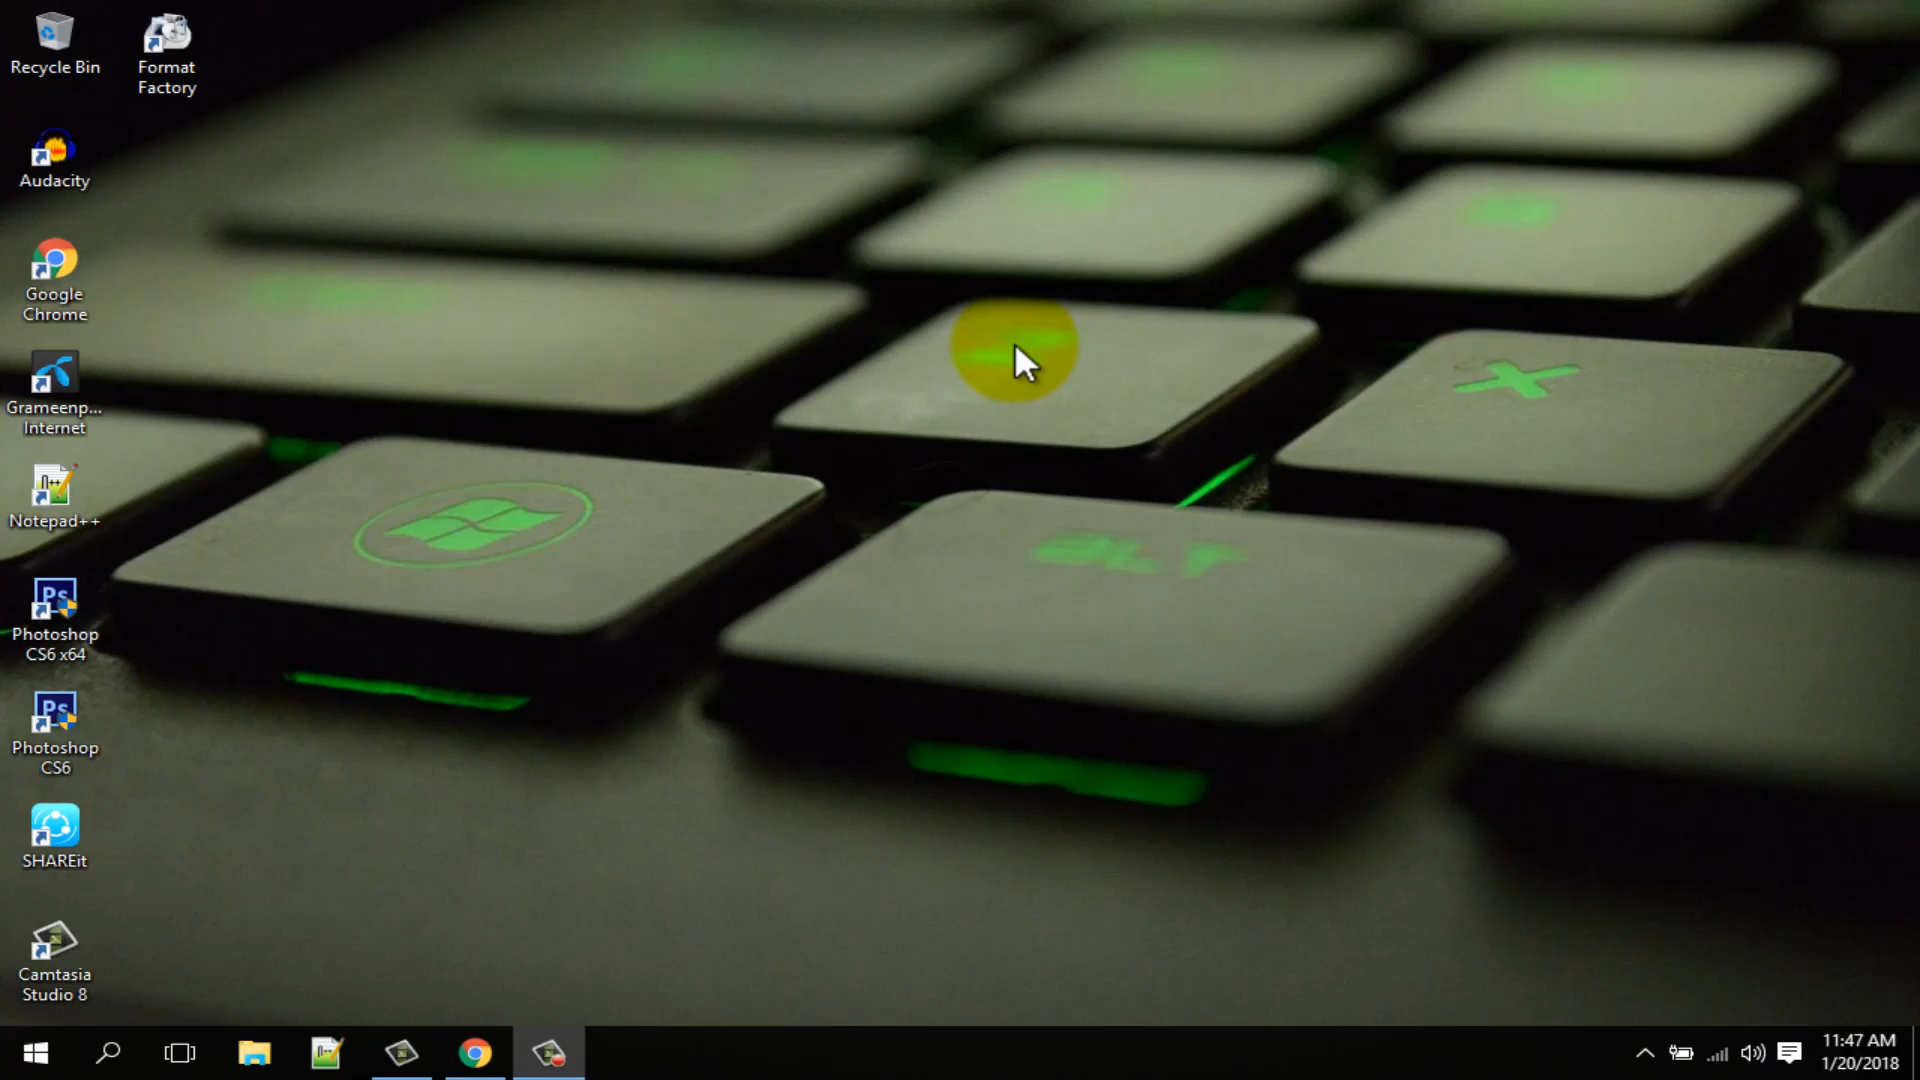 Recycle Bin
Format
Factory
Audacity
Google
Chrome
Grameenp...
Internet
Notepad++
Photoshop
CS6 x64
Photoshop
CS6
SHAREit
Camtasia
Studio 8
X
ALT
11:47 AM
1/20/2018